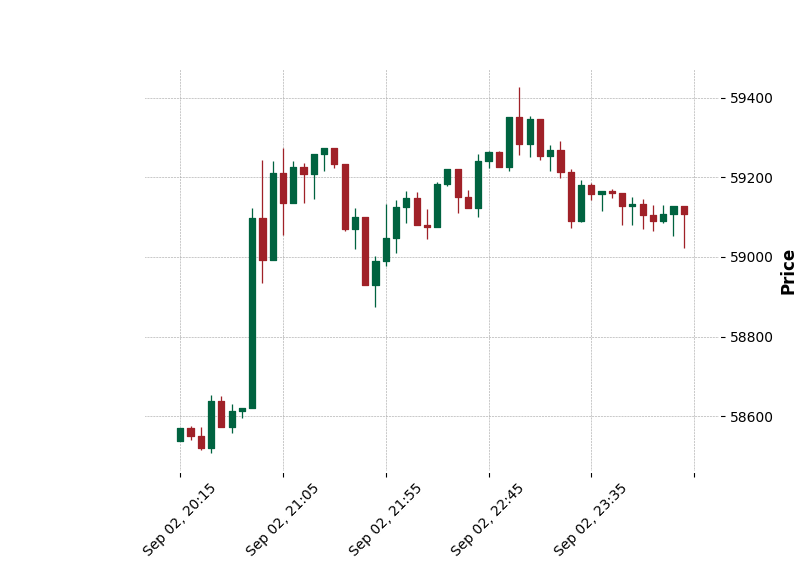 59400
59200
59000
58800
58600
Price
Sep 02, 20:15
Sep 02, 21:05
Sep 02, 21:55
Sep 02, 22:45
Sep 02, 23:35